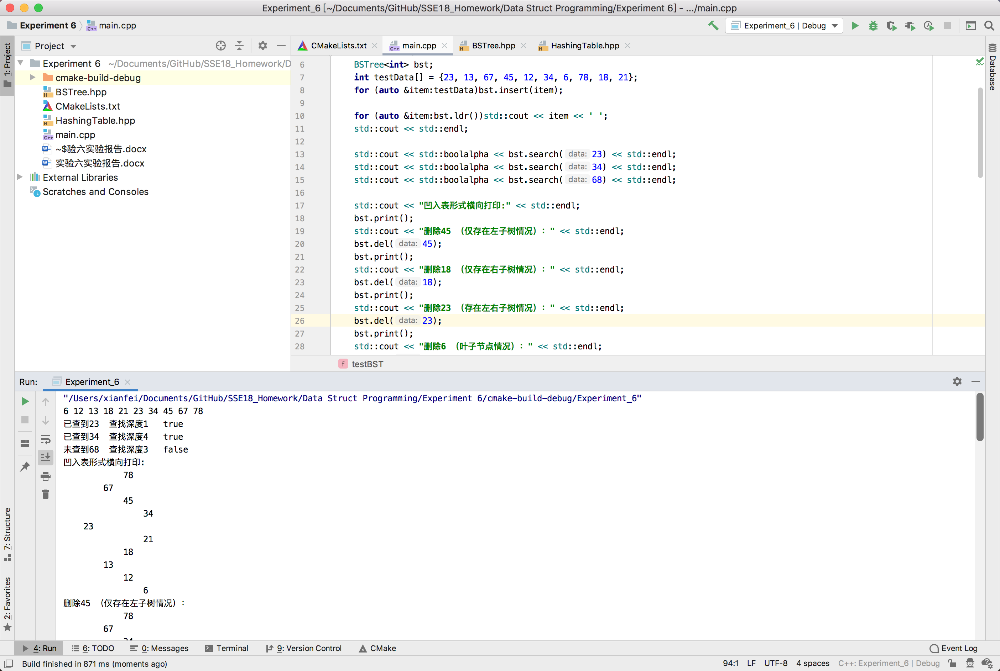 Experiment_6 [~/Documents/GitHub/SSE18_Homework/Data Struct Programming/Experiment 6] - .../main.cpp
Experiment 6 main.cpp
Experiment_6 | Debug
1: Project
Project
Experiment 6 ~/Documents/GitHub/SSE18_Homework/D
cmake-build-debug
BSTree.hpp
CMakeLists.txt
HashingTable.hpp
main.cpp
~$验六实验报告.docx
实验六实验报告.docx
External Libraries
Scratches and Consoles
CMakeLists.txt main.cpp BSTree.hpp HashingTable.hpp
6 BSTree<int> bst;
7 int testData[] = {23, 13, 67, 45, 12, 34, 6, 78, 18, 21};
8 for (auto &item:testData)bst.insert(item);
9
10 for (auto &item:bst.ldr())std::cout << item << ' ';
11 std::cout << std::endl;
12
13 std::cout << std::boolalpha << bst.search( data: 23) << std::endl;
14 std::cout << std::boolalpha << bst.search( data: 34) << std::endl;
15 std::cout << std::boolalpha << bst.search( data: 68) << std::endl;
16
17 std::cout << "凹入表形式横向打印:" << std::endl;
18 bst.print();
19 std::cout << "删除45 （仅存在左子树情况）：" << std::endl;
20 bst.del( data: 45);
21 bst.print();
22 std::cout << "删除18 （仅存在右子树情况）：" << std::endl;
23 bst.del( data: 18);
24 bst.print();
25 std::cout << "删除23 （存在左右子树情况）：" << std::endl;
26 bst.del( data: 23);
27 bst.print();
28 std::cout << "删除6 （叶子节点情况）：" << std::endl;
f testBST
Database
Run: Experiment_6
"/Users/xianfei/Documents/GitHub/SSE18_Homework/Data Struct Programming/Experiment 6/cmake-build-debug/Experiment_6"
6 12 13 18 21 23 34 45 67 78
已查到23 查找深度1 true
已查到34 查找深度4 true
未查到68 查找深度3 false
凹入表形式横向打印:
78
67
45
34
23
21
18
13
12
6
删除45 （仅存在左子树情况）：
78
67
7: Structure
2: Favorites
4: Run 6: TODO 0: Messages Terminal 9: Version Control CMake Event Log
Build finished in 871 ms (moments ago) 94:1 LF UTF-8 4 spaces C++: Experiment_6 | Debug